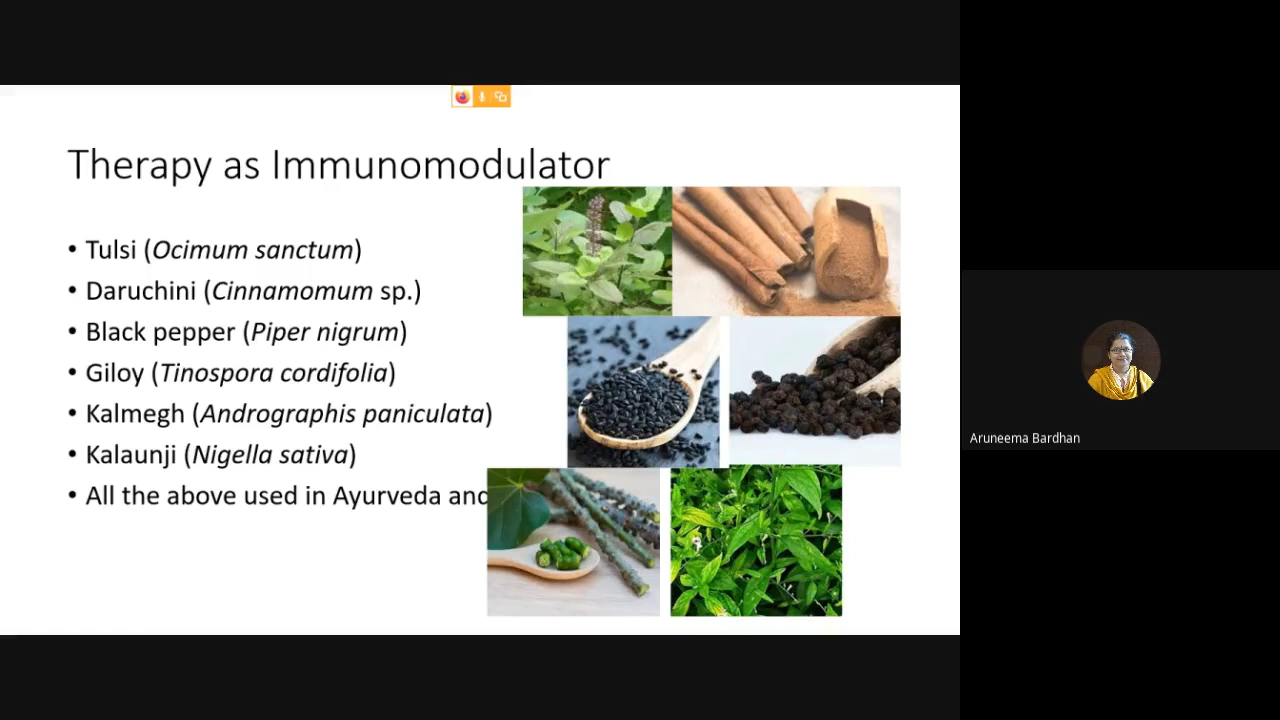 Therapy as Immunomodulator
• Tulsi (Ocimum sanctum)
• Daruchini (Cinnamomum sp.)
• Black pepper (Piper nigrum)
• Giloy (Tinospora cordifolia)
• Kalmegh (Andrographis paniculata)
• Kalaunji (Nigella sativa)
• All the above used in Ayurveda and
Aruneema Bardhan